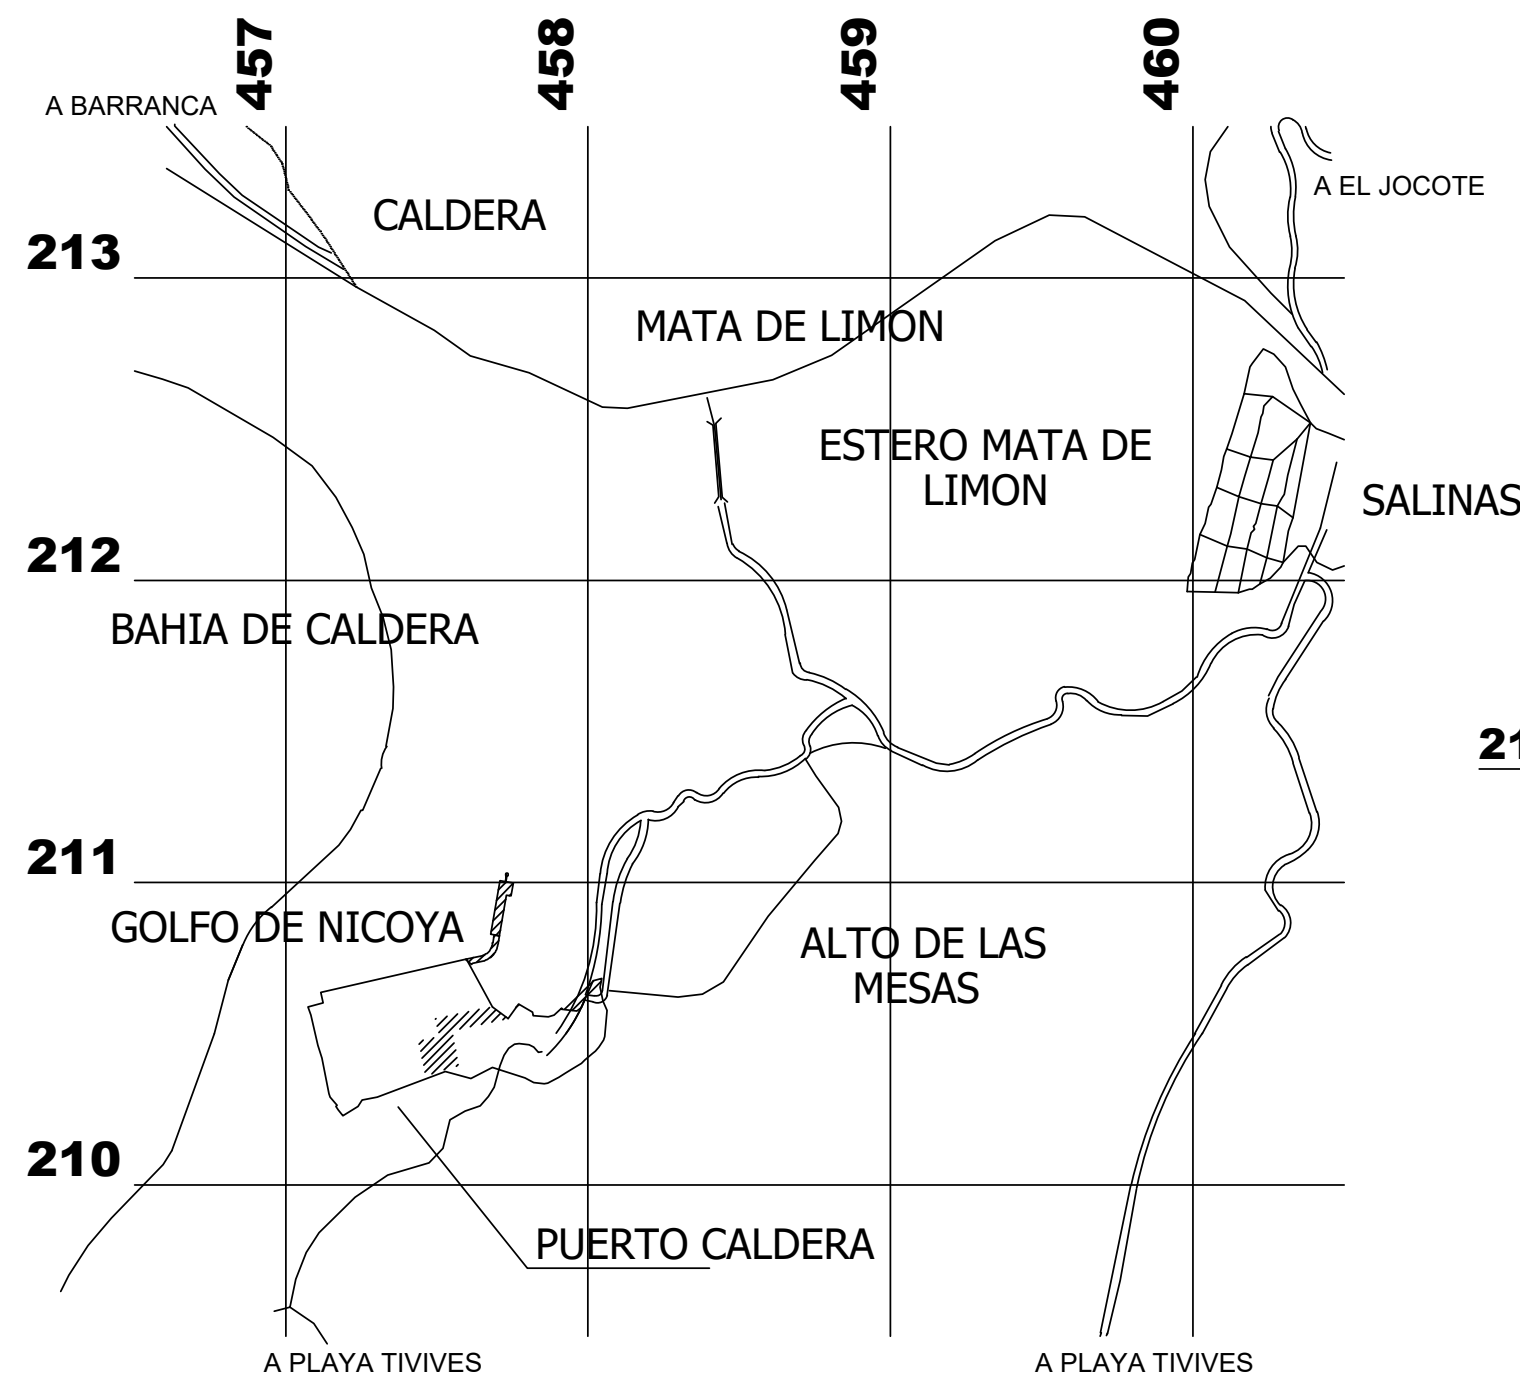 457
458
459
460
A BARRANCA
A EL JOCOTE
CALDERA
213
MATA DE LIMON
ESTERO MATA DE
LIMON
SALINAS
212
BAHIA DE CALDERA
21
211
GOLFO DE NICOYA
ALTO DE LAS
MESAS
210
PUERTO CALDERA
A PLAYA TIVIVES
A PLAYA TIVIVES